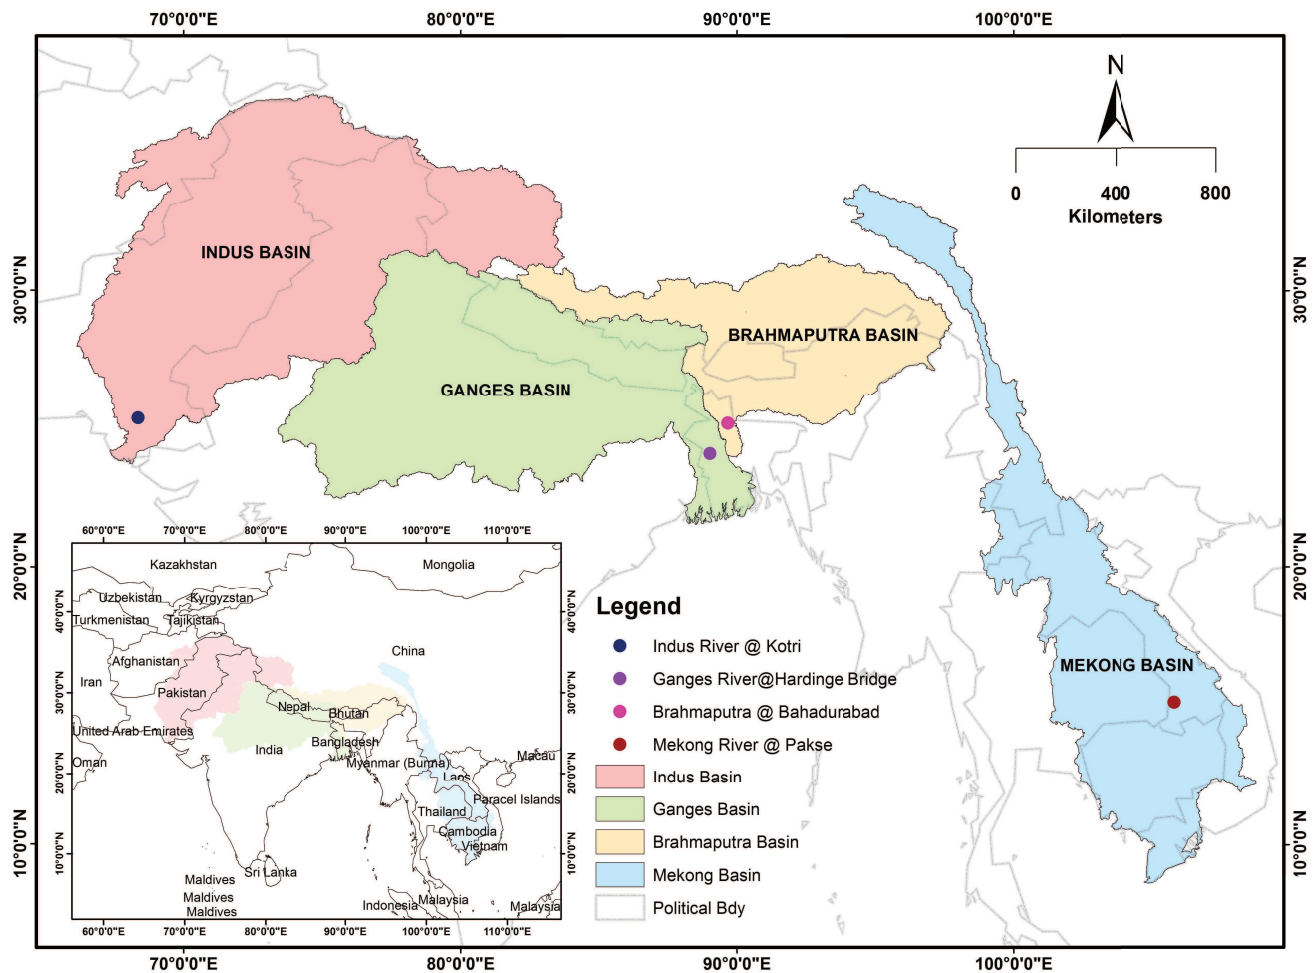 70°0'0"E 80°0'0"E 90°0'0"E 100°0'0"E
N
0 400 800
Kilometers
30°0'0"N
20°0'0"N
10°0'0"N
30°0'0"N
20°0'0"N
10°0'0"N
INDUS BASIN
GANGES BASIN
BRAHMAPUTRA BASIN
MEKONG BASIN
60°0'0"E 70°0'0"E 80°0'0"E 90°0'0"E 100°0'0"E 110°0'0"E
40°0'0"N
30°0'0"N
20°0'0"N
10°0'0"N
40°0'0"N
30°0'0"N
20°0'0"N
10°0'0"N
Kazakhstan
Mongolia
Uzbekistan
Kyrgyzstan
Turkmenistan
Tajikistan
China
Afghanistan
Iran
Pakistan
Nepal
Bhutan
United Arab Emirates
India
Bangladesh
Oman
Myanmar (Burma)
Macau
Laos
Paracel Islands
Thailand
Cambodia
Vietnam
Sri Lanka
Maldives
Maldives
Maldives
Indonesia
Malaysia
Malaysia
60°0'0"E 70°0'0"E 80°0'0"E 90°0'0"E 100°0'0"E 110°0'0"E
Legend
Indus River @ Kotri
Ganges River@Hardinge Bridge
Brahmaputra @ Bahadurabad
Mekong River @ Pakse
Indus Basin
Ganges Basin
Brahmaputra Basin
Mekong Basin
Political Bdy
70°0'0"E 80°0'0"E 90°0'0"E 100°0'0"E